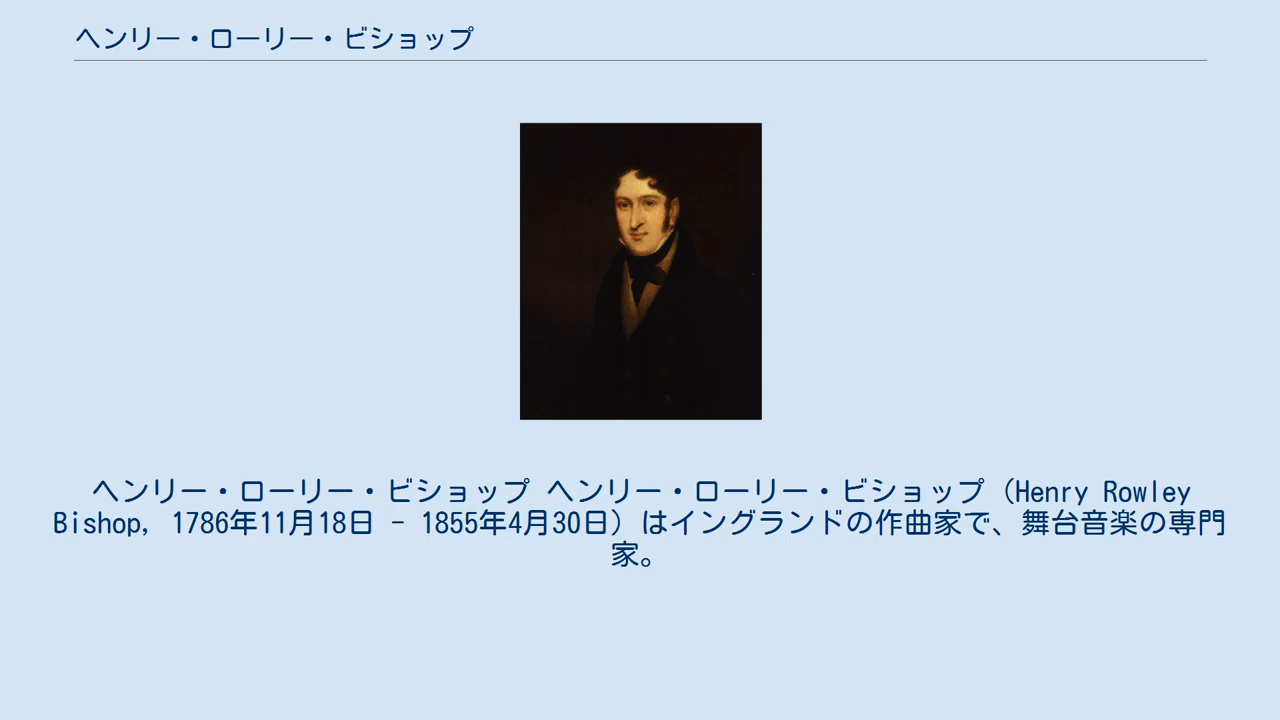 ヘンリー・ローリー・ビショップ
ヘンリー・ローリー・ビショップ ヘンリー・ローリー・ビショップ（Henry Rowley
Bishop, 1786年11月18日 - 1855年4月30日）はイングランドの作曲家で、舞台音楽の専門
家。